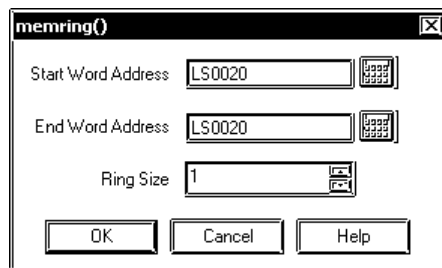 memring()
Start Word Address LS0020
End Word Address LS0020
Ring Size 1
OK Cancel Help